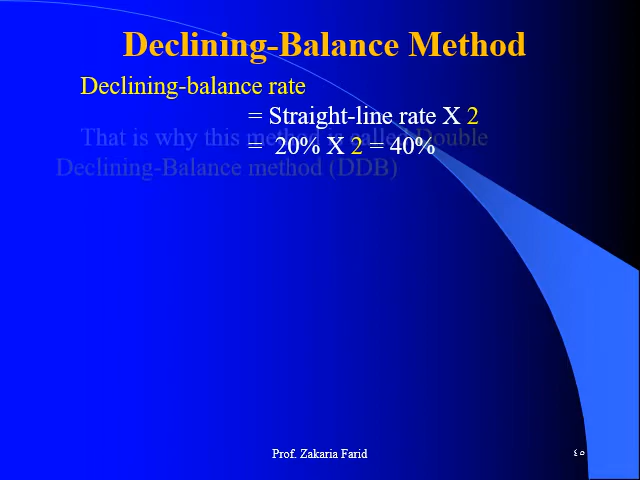 Declining-Balance Method
Declining-balance rate
= Straight-line rate X 2
That is why this method is called Double
= 20% X 2 = 40%
Declining-Balance method (DDB)
Prof. Zakaria Farid
٤٥